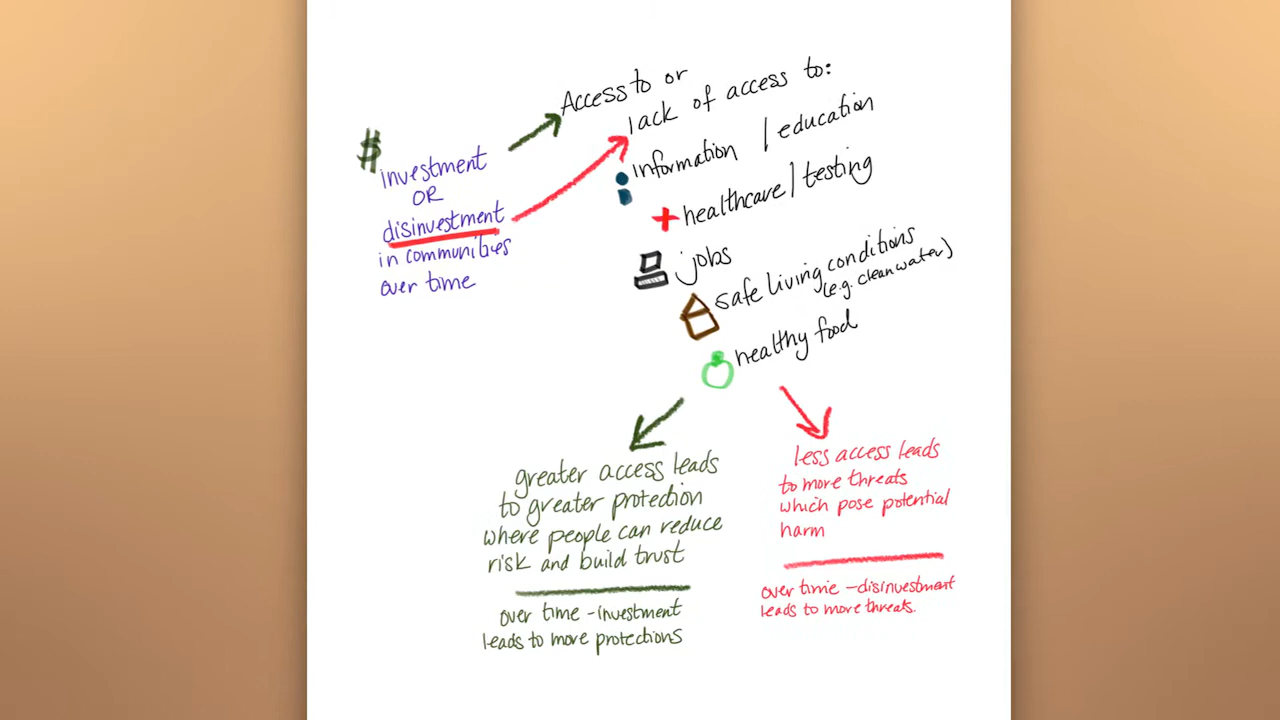 $
investment
OR
disinvestment
in communities
over time
Access to or
lack of access to:
information / education
healthcare / testing
jobs
safe living conditions
(e.g. clean water)
healthy food
greater access leads
to greater protection
where people can reduce
risk and build trust
over time - investment
leads to more protections
less access leads
to more threats
which pose potential
harm
over time - disinvestment
leads to more threats.